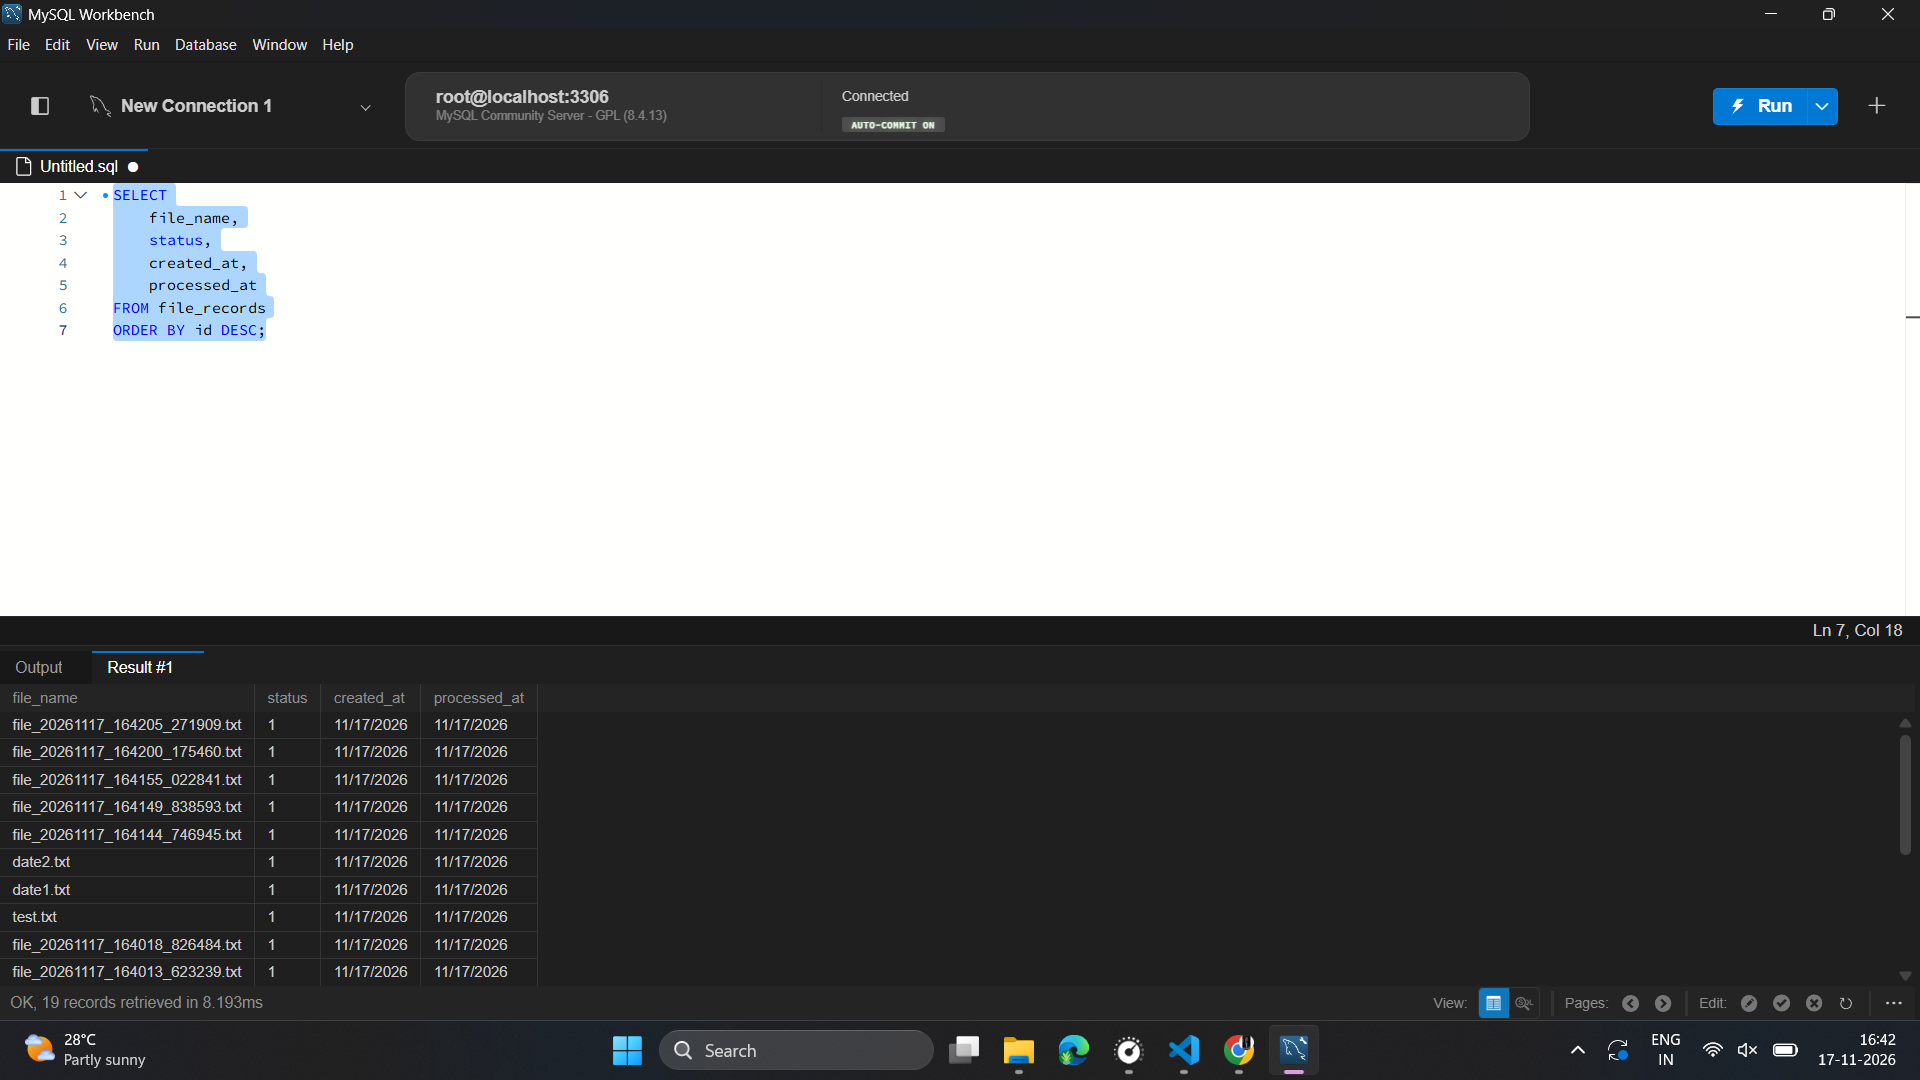 MySQL Workbench
File Edit View Run Database Window Help
New Connection 1
root@localhost:3306
MySQL Community Server - GPL (8.4.13)
Connected
AUTO-COMMIT ON
Run
Untitled.sql
1 SELECT
2 file_name,
3 status,
4 created_at,
5 processed_at
6 FROM file_records
7 ORDER BY id DESC;
Ln 7, Col 18
Output Result #1
file_name status created_at processed_at
file_20261117_164205_271909.txt 1 11/17/2026 11/17/2026
file_20261117_164200_175460.txt 1 11/17/2026 11/17/2026
file_20261117_164155_022841.txt 1 11/17/2026 11/17/2026
file_20261117_164149_838593.txt 1 11/17/2026 11/17/2026
file_20261117_164144_746945.txt 1 11/17/2026 11/17/2026
date2.txt 1 11/17/2026 11/17/2026
date1.txt 1 11/17/2026 11/17/2026
test.txt 1 11/17/2026 11/17/2026
file_20261117_164018_826484.txt 1 11/17/2026 11/17/2026
file_20261117_164013_623239.txt 1 11/17/2026 11/17/2026
OK, 19 records retrieved in 8.193ms
View: Pages: Edit:
28°C
Partly sunny
Search
ENG
IN
16:42
17-11-2026